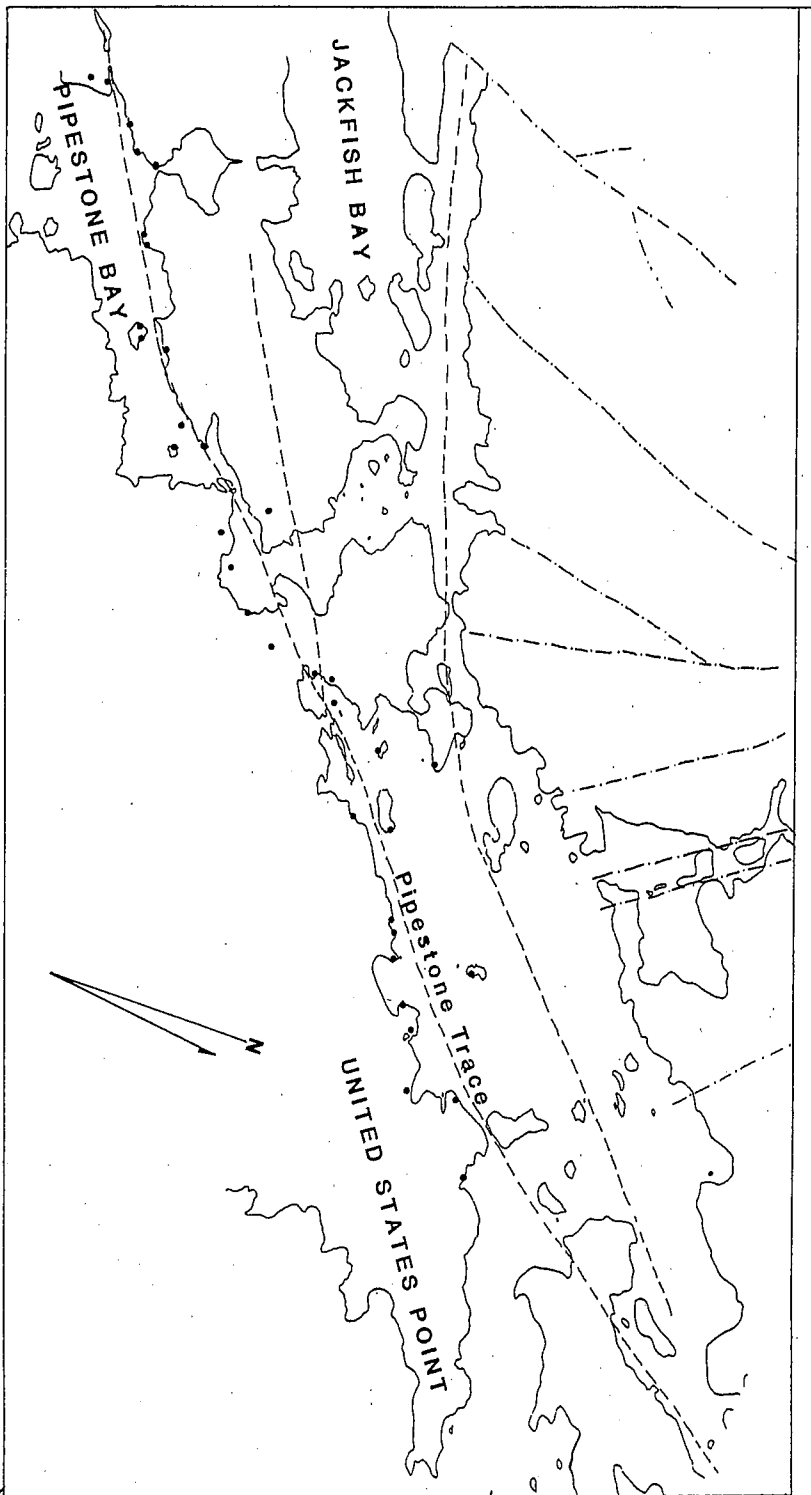 JACKFISH BAY
PIPESTONE BAY
Pipestone Trace
UNITED STATES POINT
N